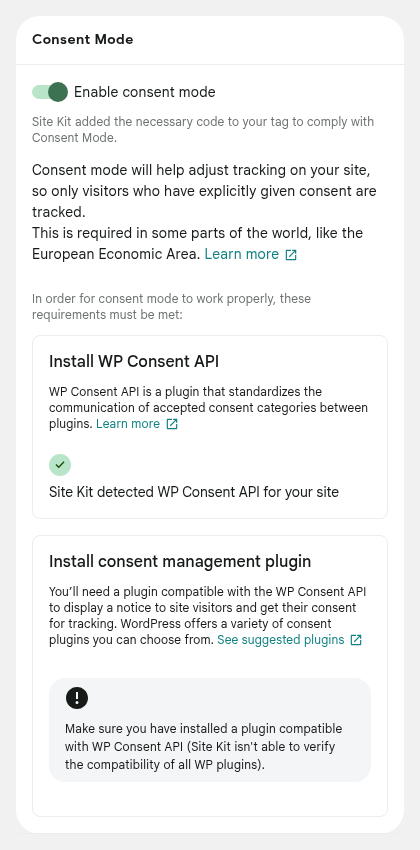 Consent Mode
Enable consent mode
Site Kit added the necessary code to your tag to comply with
Consent Mode.
Consent mode will help adjust tracking on your site,
so only visitors who have explicitly given consent are
tracked.
This is required in some parts of the world, like the
European Economic Area. Learn more
In order for consent mode to work properly, these
requirements must be met:
Install WP Consent API
WP Consent API is a plugin that standardizes the
communication of accepted consent categories between
plugins. Learn more
Site Kit detected WP Consent API for your site
Install consent management plugin
You’ll need a plugin compatible with the WP Consent API
to display a notice to site visitors and get their consent
for tracking. WordPress offers a variety of consent
plugins you can choose from. See suggested plugins
Make sure you have installed a plugin compatible
with WP Consent API (Site Kit isn't able to verify
the compatibility of all WP plugins).